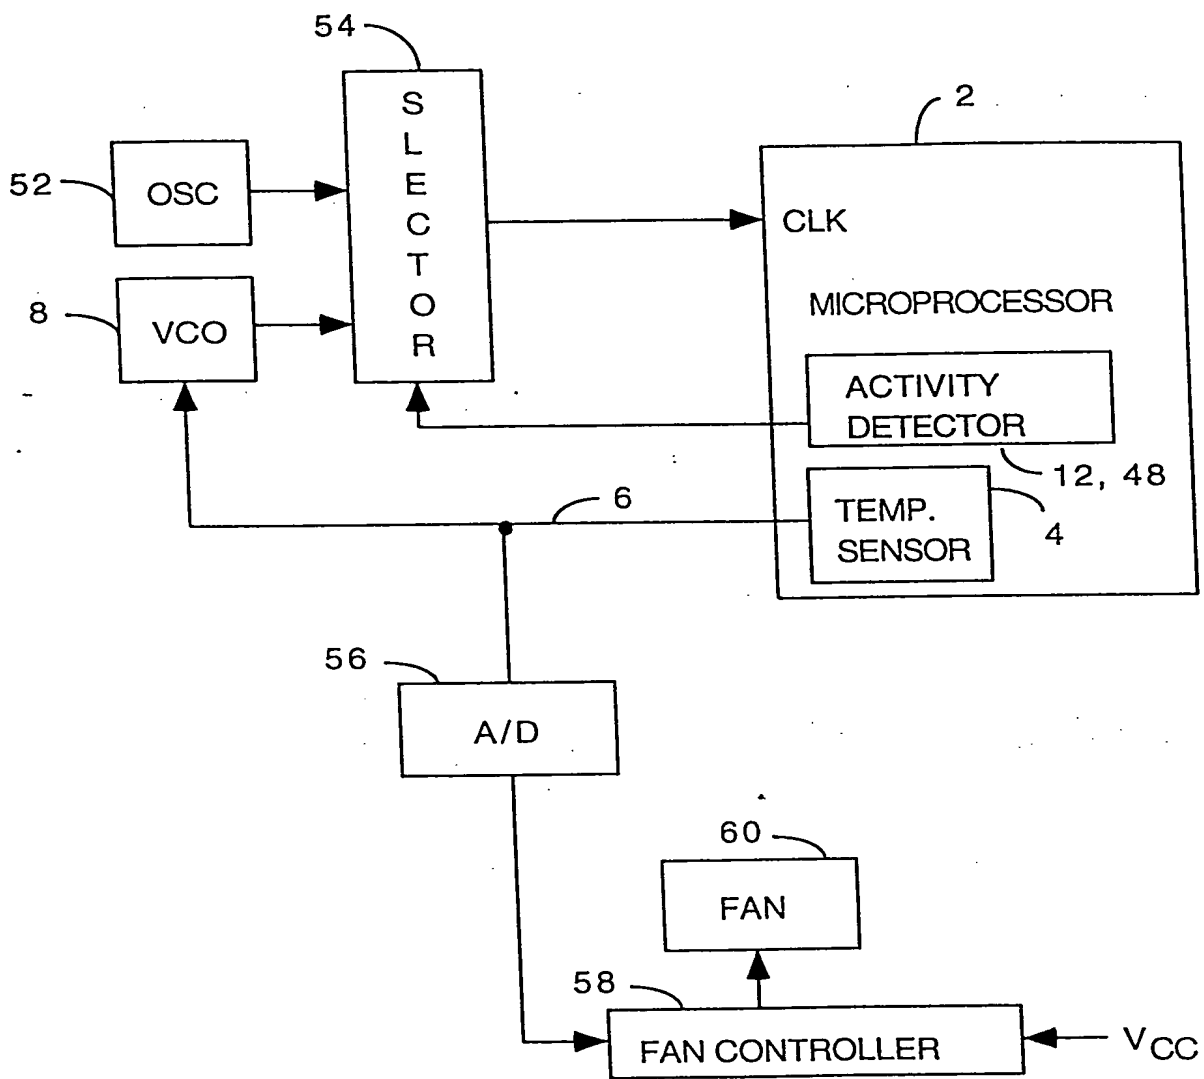 54
SLECTOR
2
52
OSC
CLK
8
VCO
MICROPROCESSOR
ACTIVITY
DETECTOR
12, 48
6
TEMP.
SENSOR
4
56
A/D
60
FAN
58
FAN CONTROLLER
VCC